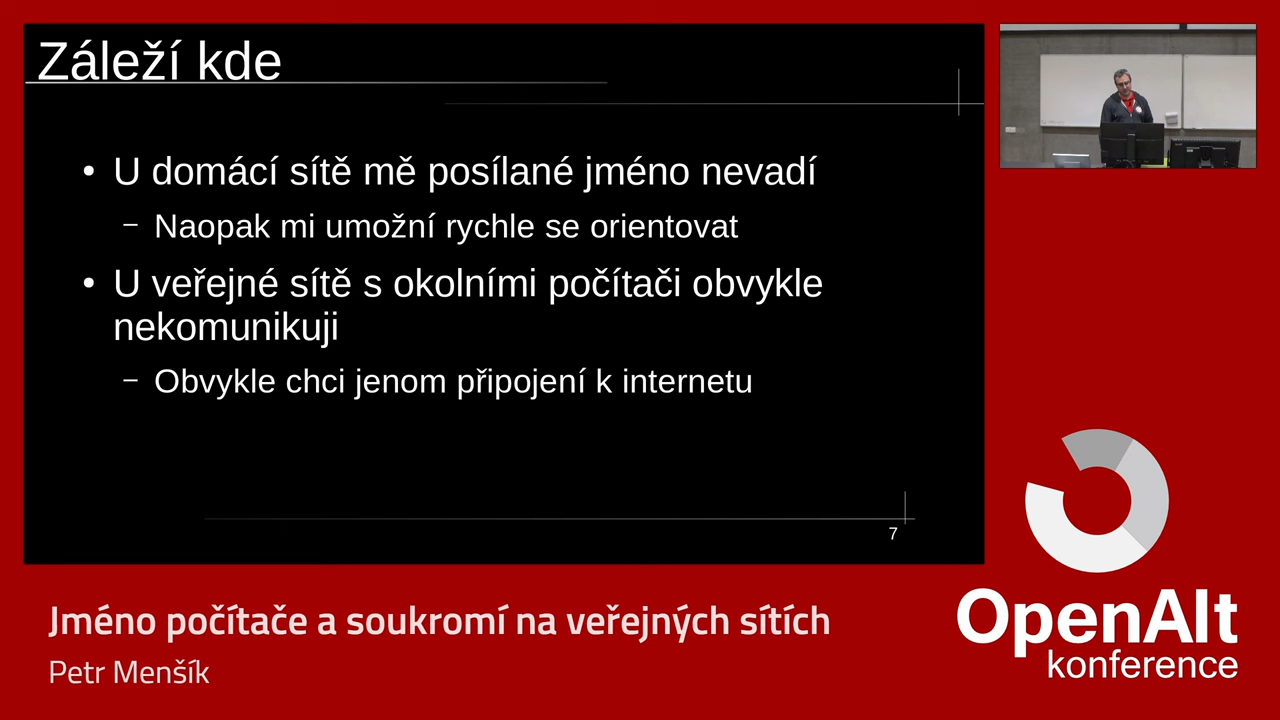 Záleží kde
• U domácí sítě mě posílané jméno nevadí
– Naopak mi umožní rychle se orientovat
• U veřejné sítě s okolními počítači obvykle
nekomunikuji
– Obvykle chci jenom připojení k internetu
7
Jméno počítače a soukromí na veřejných sítích
Petr Menšík
OpenAlt
konference